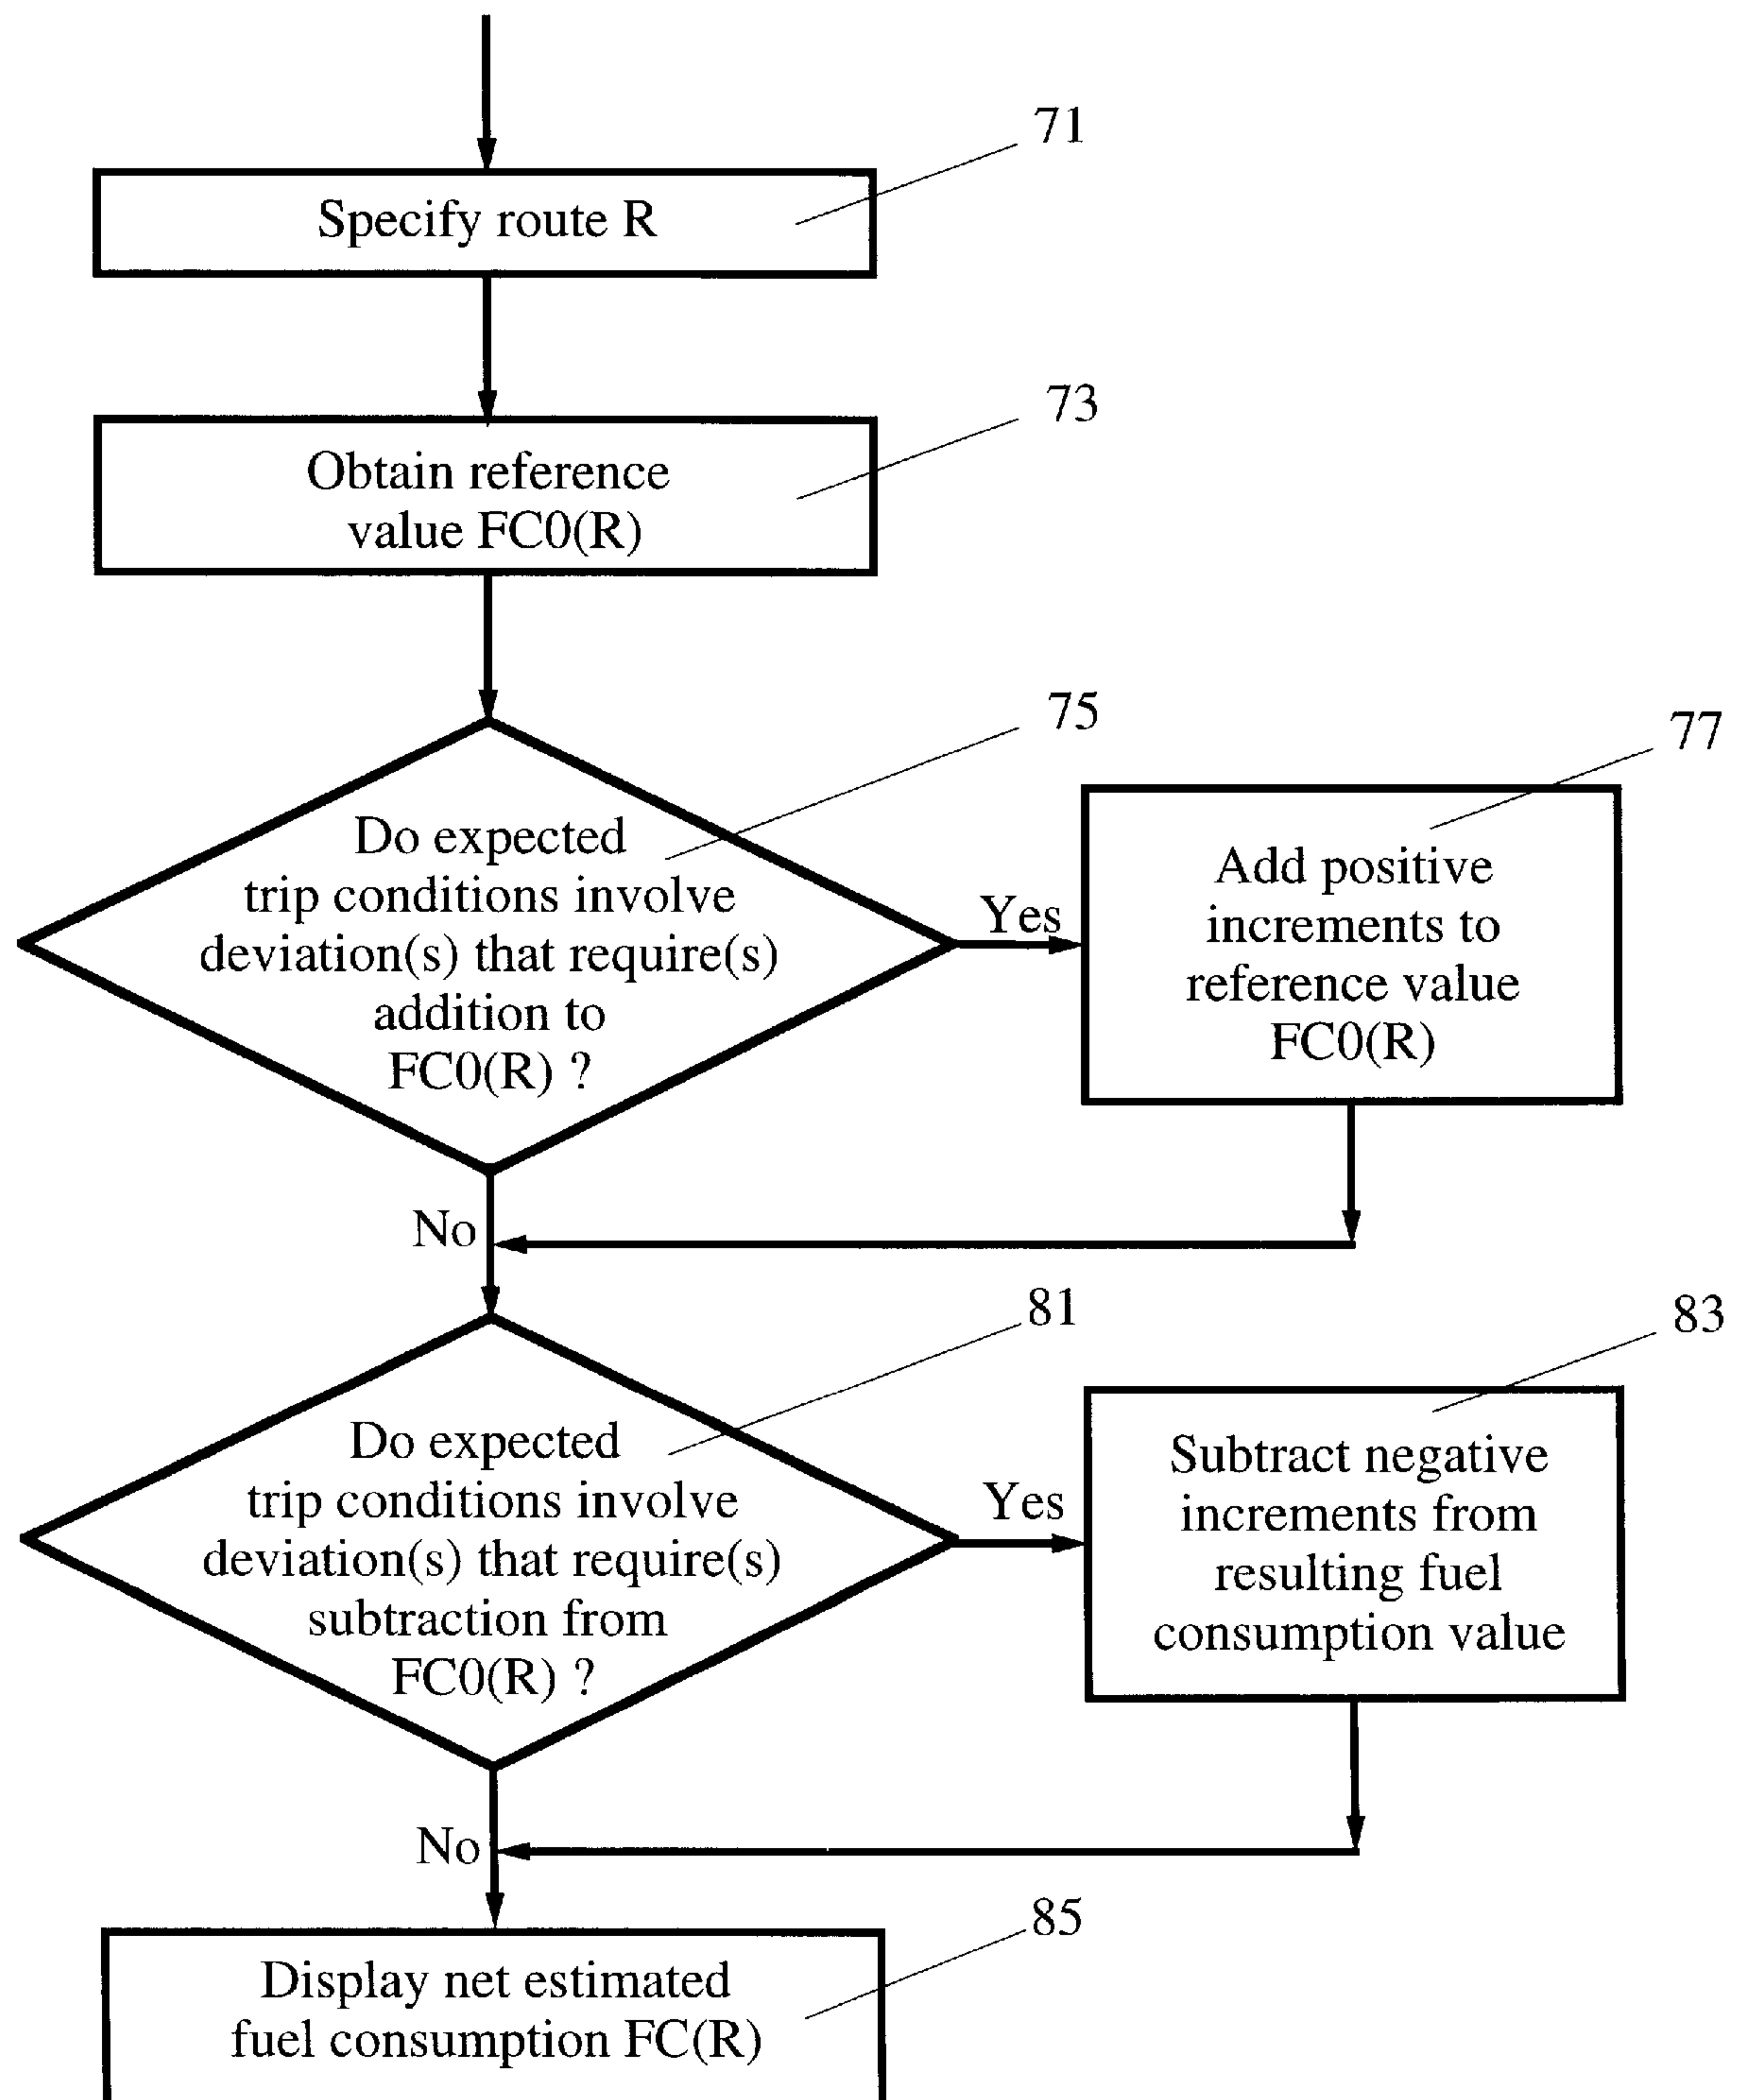 71
Specify route R
73
Obtain reference
value FC0(R)
75
77
Do expected
trip conditions involve
deviation(s) that require(s)
addition to
FC0(R) ?
Yes
Add positive
increments to
reference value
FC0(R)
No
81
83
Do expected
trip conditions involve
deviation(s) that require(s)
subtraction from
FC0(R) ?
Yes
Subtract negative
increments from
resulting fuel
consumption value
No
85
Display net estimated
fuel consumption FC(R)